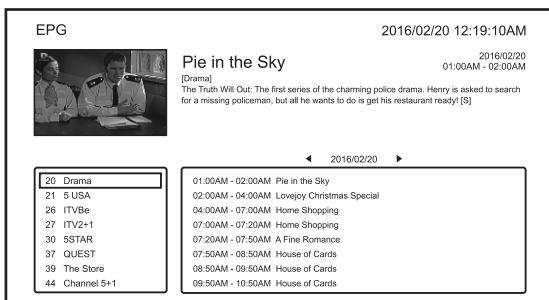 EPG
2016/02/20 12:19:10AM
Pie in the Sky
2016/02/20
01:00AM - 02:00AM
[Drama]
The Truth Will Out: The first series of the charming police drama. Henry is asked to search
for a missing policeman, but all he wants to do is get his restaurant ready! [S]
2016/02/20
20 Drama
21 5 USA
26 ITVBe
27 ITV2+1
30 5STAR
37 QUEST
39 The Store
44 Channel 5+1
01:00AM - 02:00AM Pie in the Sky
02:00AM - 04:00AM Lovejoy Christmas Special
04:00AM - 07:00AM Home Shopping
07:00AM - 07:20AM Home Shopping
07:20AM - 07:50AM A Fine Romance
07:50AM - 08:50AM House of Cards
08:50AM - 09:50AM House of Cards
09:50AM - 10:50AM House of Cards